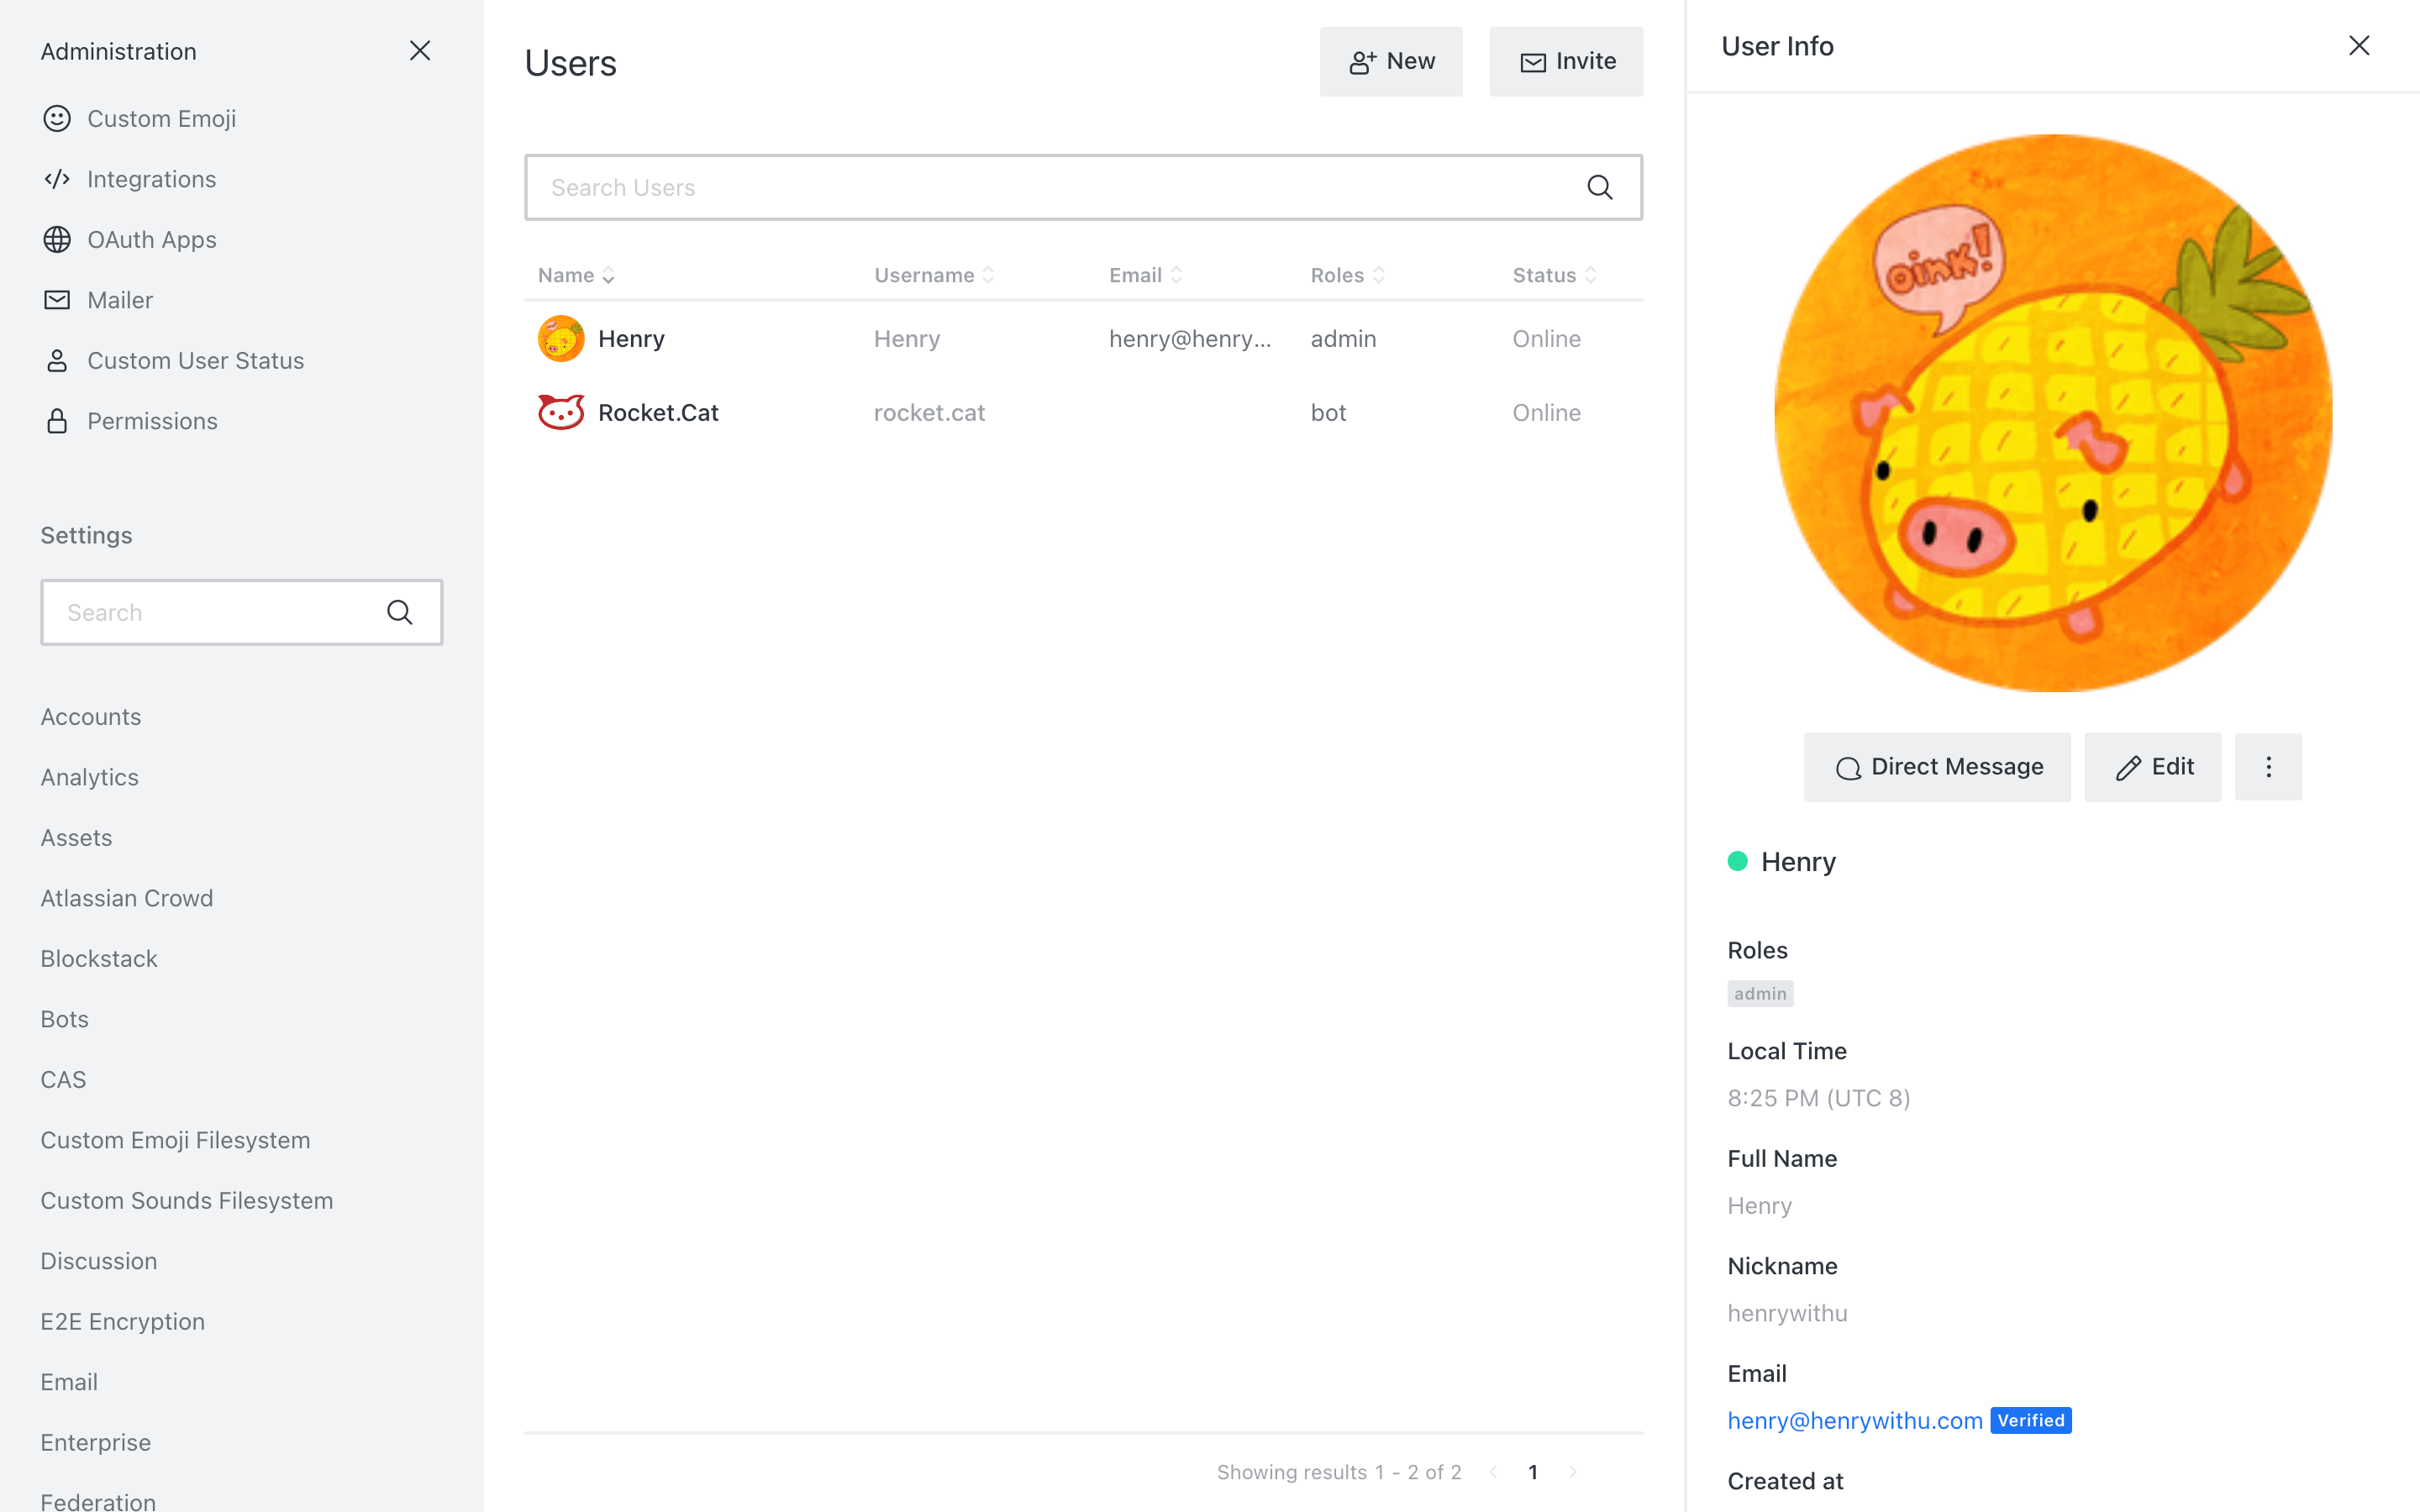 Administration
Custom Emoji
Integrations
OAuth Apps
Mailer
Custom User Status
Permissions
Settings
Search
Accounts
Analytics
Assets
Atlassian Crowd
Blockstack
Bots
CAS
Custom Emoji Filesystem
Custom Sounds Filesystem
Discussion
E2E Encryption
Email
Enterprise
Federation
Users
New
Invite
Search Users
Name Username Email Roles Status
Henry Henry henry@henry... admin Online
Rocket.Cat rocket.cat bot Online
Showing results 1 - 2 of 2 1
User Info
oink!
Direct Message
Edit
Henry
Roles
admin
Local Time
8:25 PM (UTC 8)
Full Name
Henry
Nickname
henrywithu
Email
henry@henrywithu.com Verified
Created at